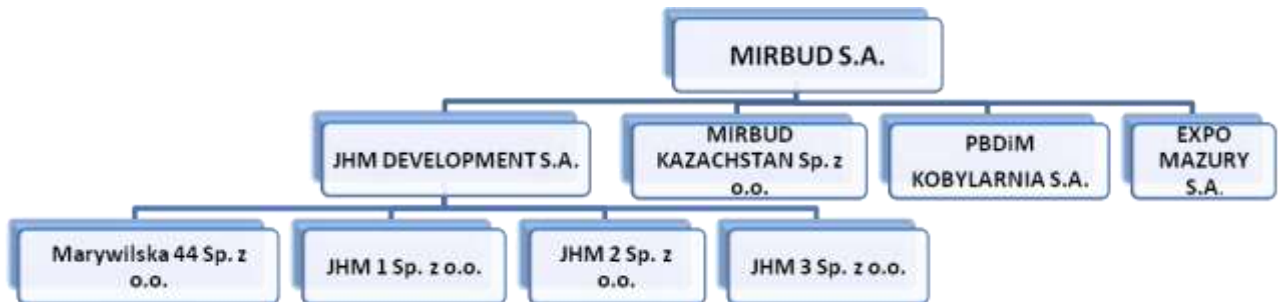 MIRBUD S.A.
JHM DEVELOPMENT S.A.
MIRBUD
KAZACHSTAN Sp. z
o.o.
PBDiM
KOBYLARNIA S.A.
EXPO
MAZURY
S.A.
Marywilska 44 Sp. z
o.o.
JHM 1 Sp. z o.o.
JHM 2 Sp. z
o.o.
JHM 3 Sp. z o.o.